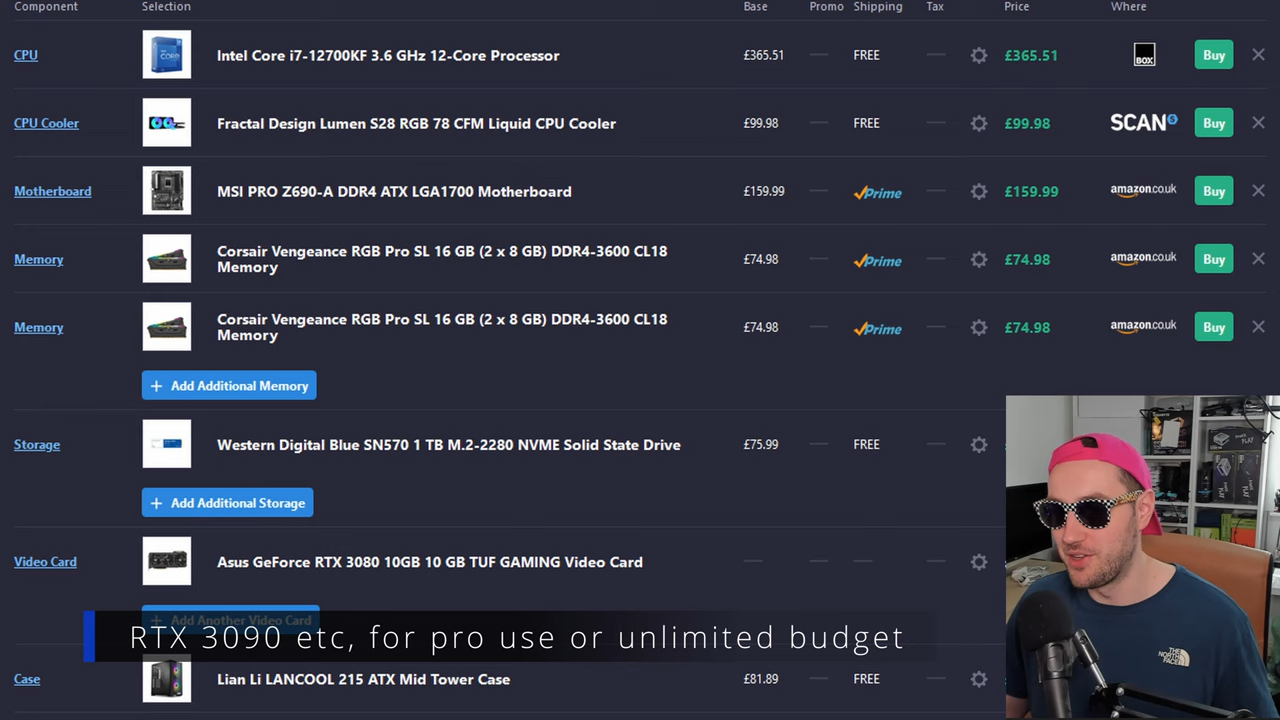 Component Selection Base Promo Shipping Tax Price Where
CPU Intel Core i7-12700KF 3.6 GHz 12-Core Processor £365.51 — FREE — £365.51 BOX Buy
CPU Cooler Fractal Design Lumen S28 RGB 78 CFM Liquid CPU Cooler £99.98 — FREE — £99.98 SCAN Buy
Motherboard MSI PRO Z690-A DDR4 ATX LGA1700 Motherboard £159.99 — Prime — £159.99 amazon.co.uk Buy
Memory Corsair Vengeance RGB Pro SL 16 GB (2 x 8 GB) DDR4-3600 CL18
Memory £74.98 — Prime — £74.98 amazon.co.uk Buy
Memory Corsair Vengeance RGB Pro SL 16 GB (2 x 8 GB) DDR4-3600 CL18
Memory £74.98 — Prime — £74.98 amazon.co.uk Buy
+ Add Additional Memory
Storage Western Digital Blue SN570 1 TB M.2-2280 NVME Solid State Drive £75.99 — FREE —
+ Add Additional Storage
Video Card Asus GeForce RTX 3080 10GB 10 GB TUF GAMING Video Card — — — —
+ Add Another Video Card
RTX 3090 etc, for pro use or unlimited budget
Case Lian Li LANCOOL 215 ATX Mid Tower Case £81.89 — FREE —
THE
NORTH
FACE